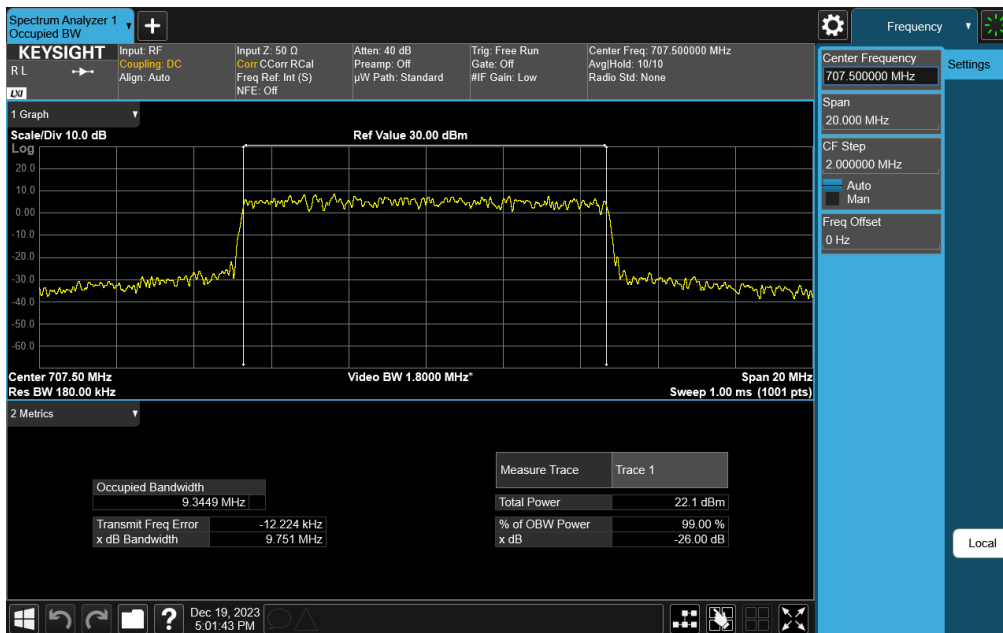 Spectrum Analyzer 1
Occupied BW
Frequency
KEYSIGHT
R L
LXI
Input: RF
Coupling: DC
Align: Auto
Input Z: 50 Ω
Corr CCorr RCal
Freq Ref: Int (S)
NFE: Off
Atten: 40 dB
Preamp: Off
µW Path: Standard
Trig: Free Run
Gate: Off
#IF Gain: Low
Center Freq: 707.500000 MHz
Avg|Hold: 10/10
Radio Std: None
Center Frequency
707.500000 MHz
Settings
Span
20.000 MHz
CF Step
2.000000 MHz
Auto
Man
Freq Offset
0 Hz
Local
1 Graph
Scale/Div 10.0 dB
Ref Value 30.00 dBm
Log
20.0
10.0
0.00
-10.0
-20.0
-30.0
-40.0
-50.0
-60.0
Center 707.50 MHz
Video BW 1.8000 MHz*
Span 20 MHz
Res BW 180.00 kHz
Sweep 1.00 ms (1001 pts)
2 Metrics
Measure Trace Trace 1
Occupied Bandwidth
9.3449 MHz
Total Power 22.1 dBm
Transmit Freq Error -12.224 kHz
% of OBW Power 99.00 %
x dB Bandwidth 9.751 MHz
x dB -26.00 dB
?
Dec 19, 2023
5:01:43 PM